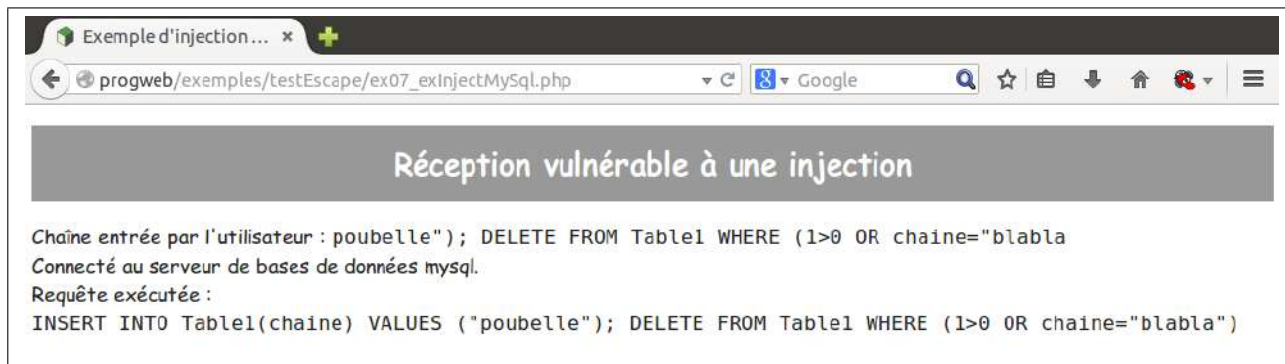 Exemple d'injection ...
progweb/exemples/testEscape/ex07_exInjectMySql.php
8 Google
Réception vulnérable à une injection
Chaîne entrée par l'utilisateur : poubelle"); DELETE FROM Table1 WHERE (1>0 OR chaine="blabla
Connecté au serveur de bases de données mysql.
Requête exécutée :
INSERT INTO Table1(chaine) VALUES ("poubelle"); DELETE FROM Table1 WHERE (1>0 OR chaine="blabla")